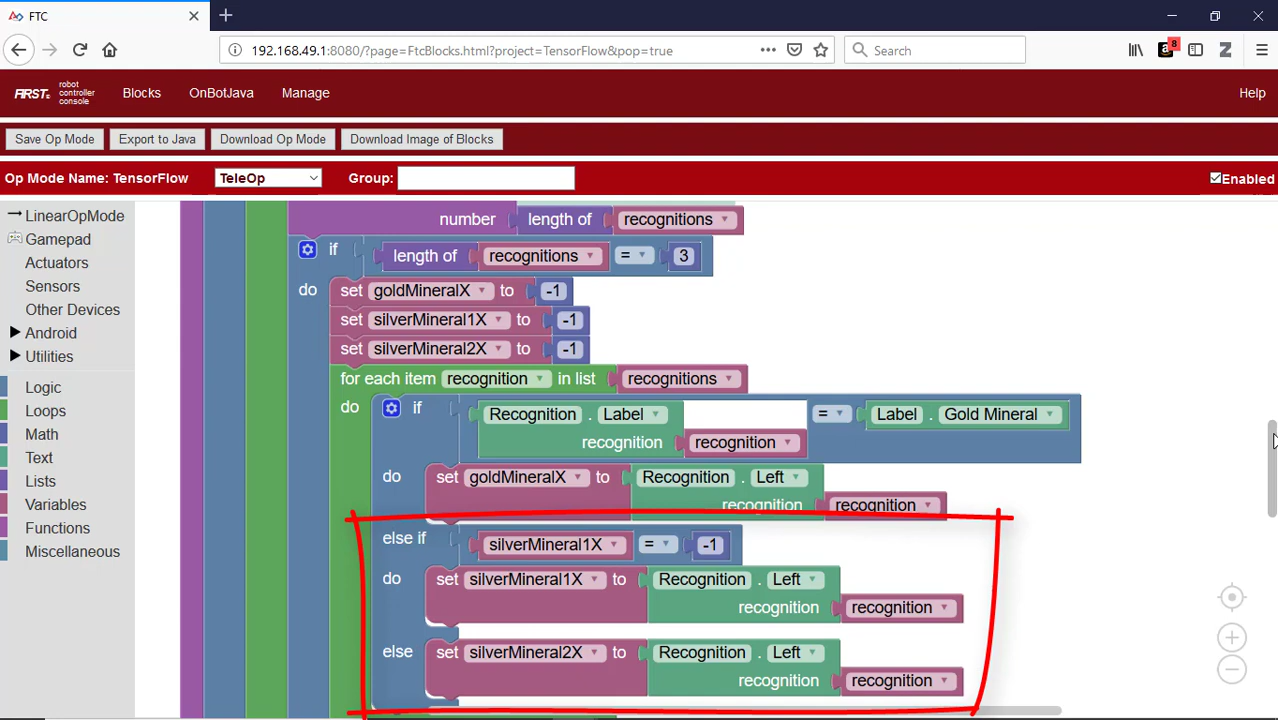 FTC
192.168.49.1:8080/?page=FtcBlocks.html?project=TensorFlow&pop=true
Search
8
FIRST
robot
controller
console
Blocks
OnBotJava
Manage
Help
Save Op Mode
Export to Java
Download Op Mode
Download Image of Blocks
Op Mode Name: TensorFlow
TeleOp
Group:
Enabled
LinearOpMode
Gamepad
Actuators
Sensors
Other Devices
Android
Utilities
Logic
Loops
Math
Text
Lists
Variables
Functions
Miscellaneous
number length of recognitions
if length of recognitions = 3
do set goldMineralX to -1
set silverMineral1X to -1
set silverMineral2X to -1
for each item recognition in list recognitions
do if Recognition . Label = Label . Gold Mineral
recognition recognition
do set goldMineralX to Recognition . Left
recognition recognition
else if silverMineral1X = -1
do set silverMineral1X to Recognition . Left
recognition recognition
else set silverMineral2X to Recognition . Left
recognition recognition